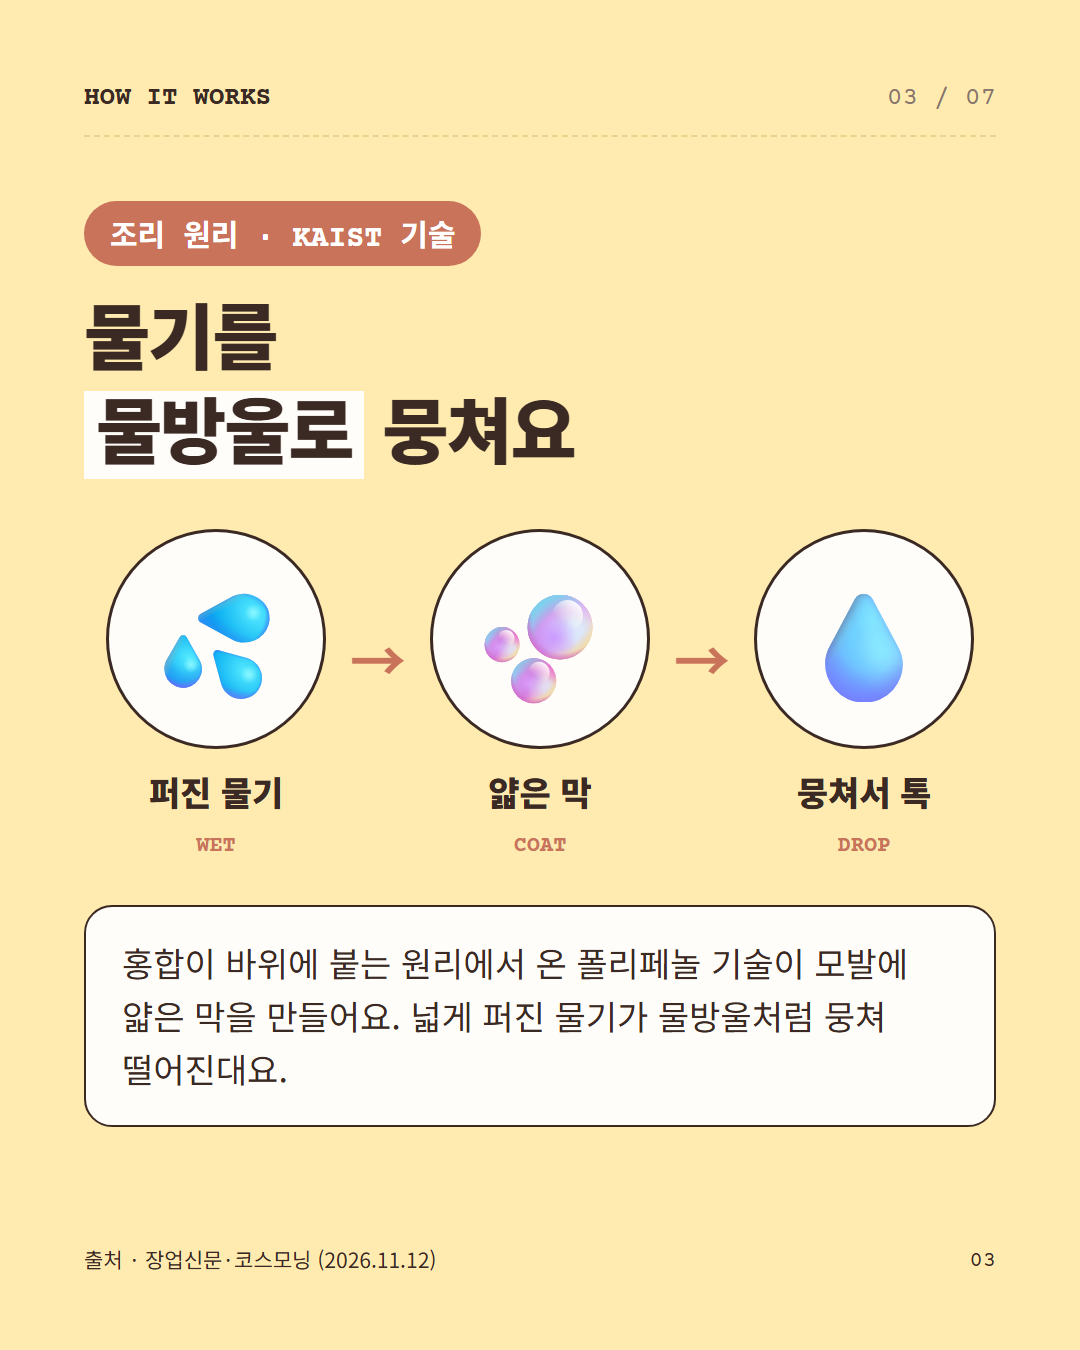 HOW IT WORKS
03 / 07
조리 원리 · KAIST 기술
물기를
물방울로 뭉쳐요
→ →
퍼진 물기
얇은 막
뭉쳐서 톡
WET
COAT
DROP
홍합이 바위에 붙는 원리에서 온 폴리페놀 기술이 모발에
얇은 막을 만들어요. 넓게 퍼진 물기가 물방울처럼 뭉쳐
떨어진대요.
출처 · 장업신문·코스모닝 (2026.11.12)
03